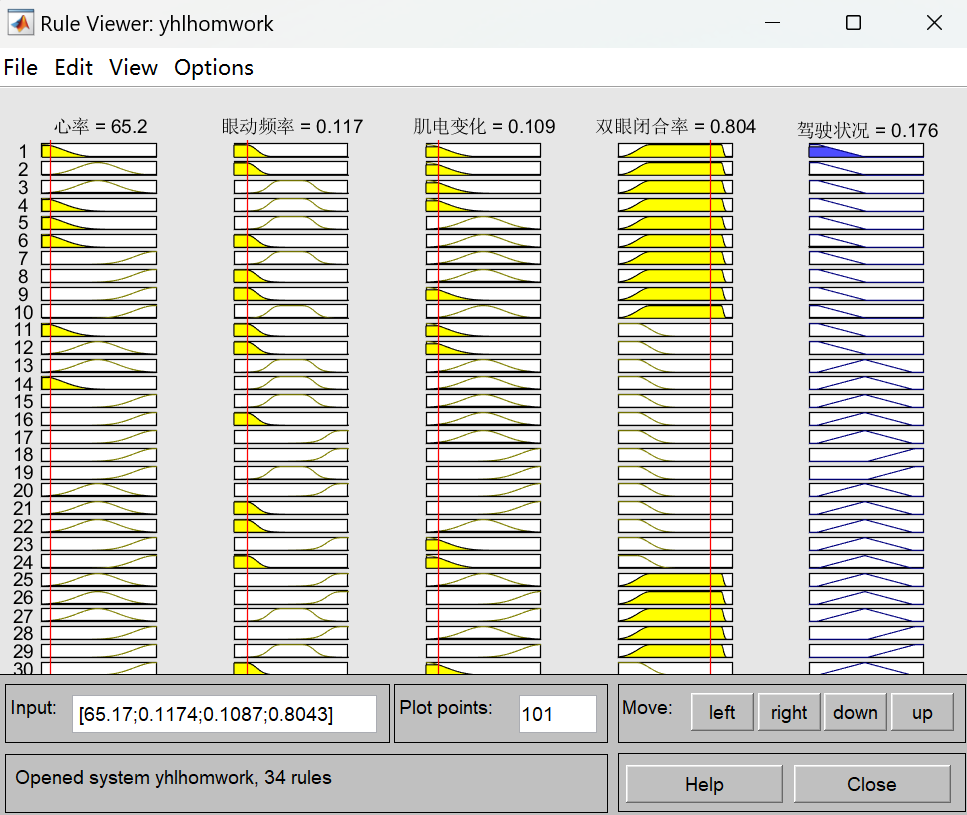 Rule Viewer: yhlhomwork
File Edit View Options
心率 = 65.2
眼动频率 = 0.117
肌电变化 = 0.109
双眼闭合率 = 0.804
驾驶状况 = 0.176
1
2
3
4
5
6
7
8
9
10
11
12
13
14
15
16
17
18
19
20
21
22
23
24
25
26
27
28
29
30
Input: [65.17;0.1174;0.1087;0.8043]
Plot points: 101
Move: left right down up
Opened system yhlhomwork, 34 rules
Help Close